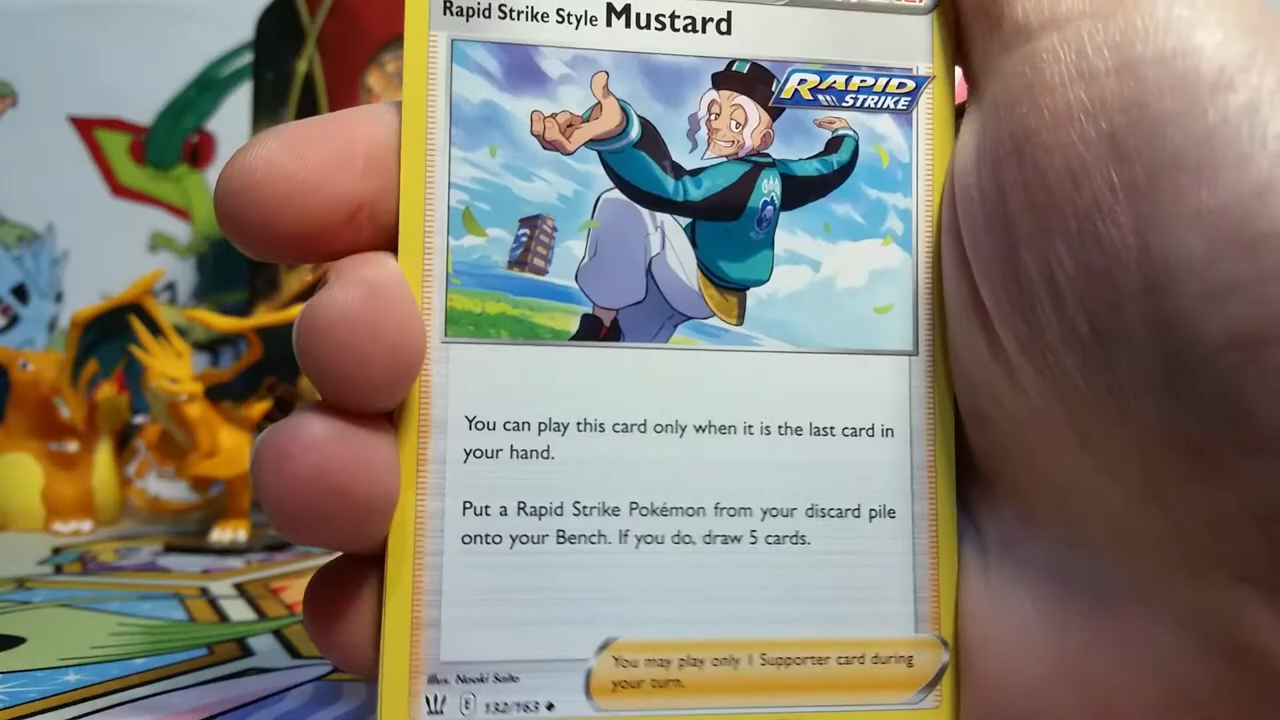 Rapid Strike Style Mustard
RAPID
STRIKE
You can play this card only when it is the last card in
your hand.
Put a Rapid Strike Pokémon from your discard pile
onto your Bench. If you do, draw 5 cards.
You may play only 1 Supporter card during
your turn.
Illus. Naoki Saito
E 132/163